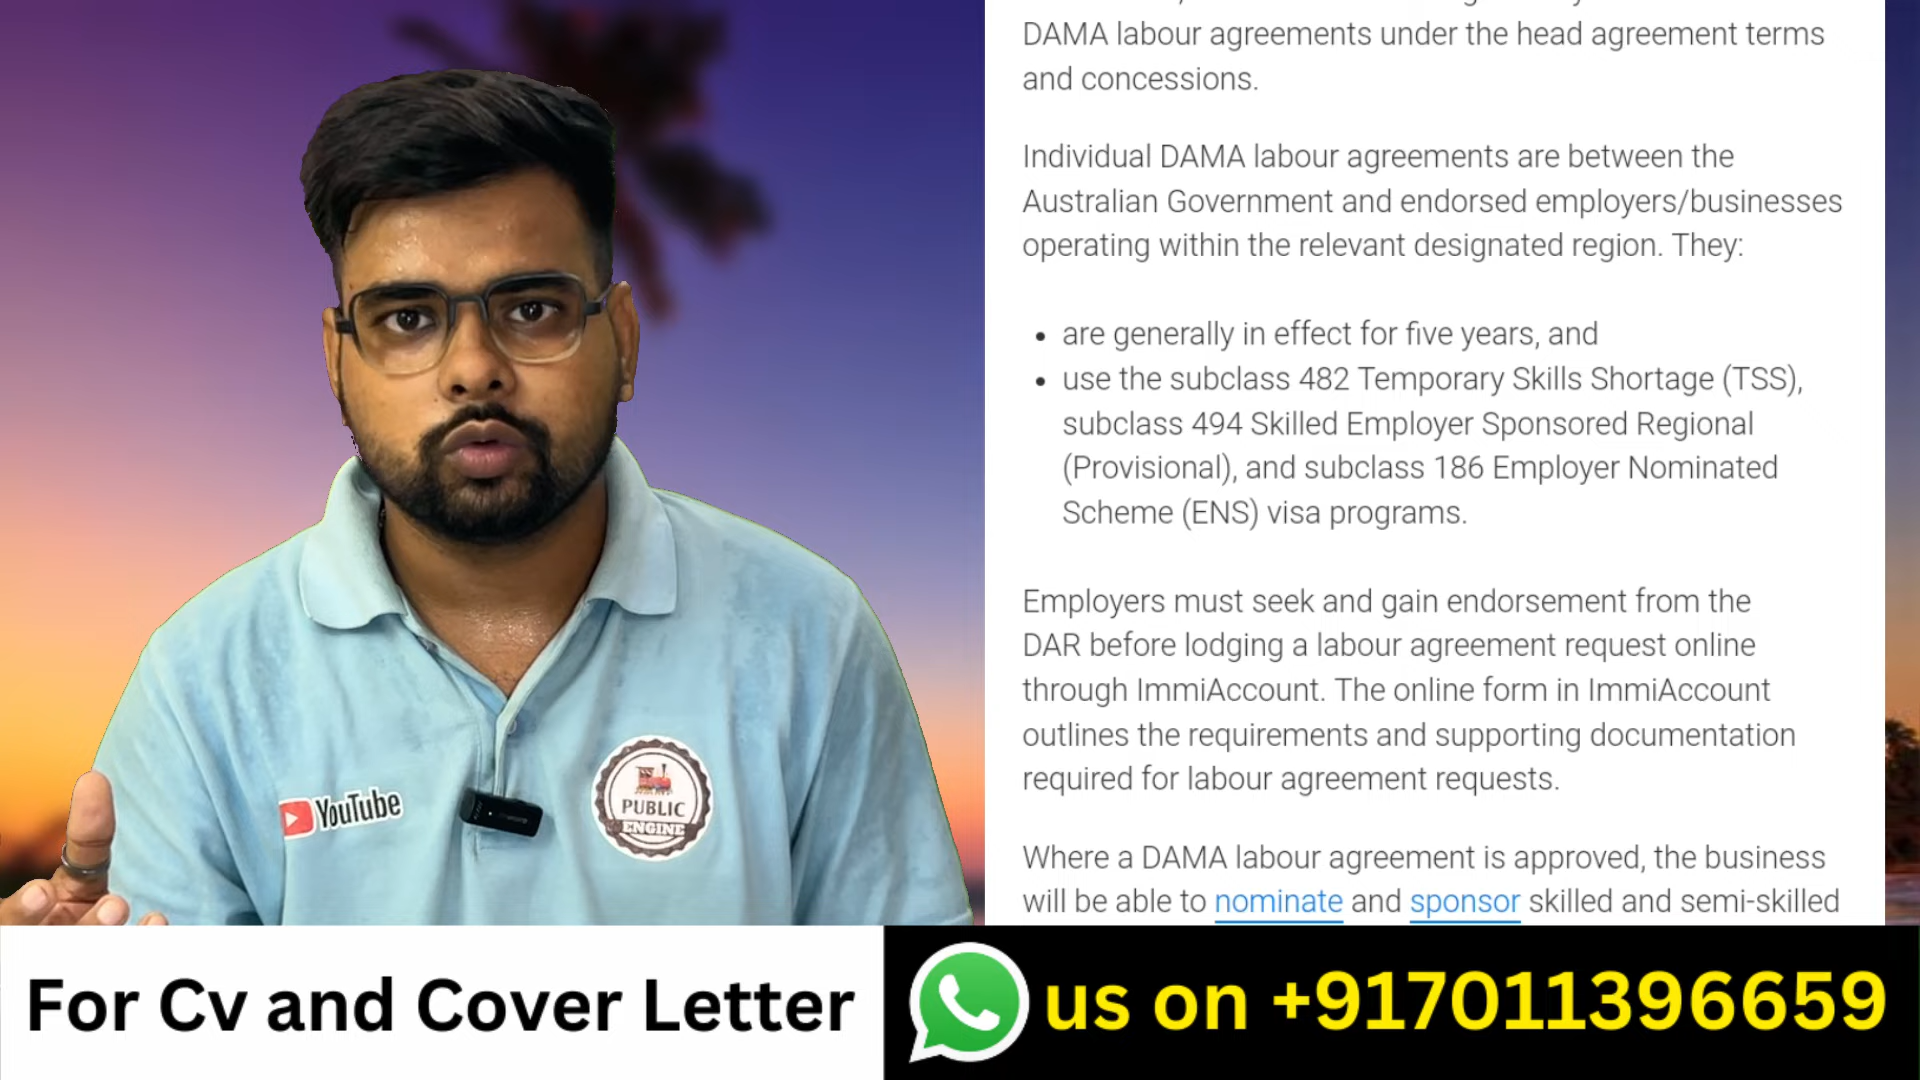 DAMA labour agreements under the head agreement terms
and concessions.
Individual DAMA labour agreements are between the
Australian Government and endorsed employers/businesses
operating within the relevant designated region. They:
• are generally in effect for five years, and
• use the subclass 482 Temporary Skills Shortage (TSS),
subclass 494 Skilled Employer Sponsored Regional
(Provisional), and subclass 186 Employer Nominated
Scheme (ENS) visa programs.
Employers must seek and gain endorsement from the
DAR before lodging a labour agreement request online
through ImmiAccount. The online form in ImmiAccount
outlines the requirements and supporting documentation
required for labour agreement requests.
Where a DAMA labour agreement is approved, the business
will be able to nominate and sponsor skilled and semi-skilled
YouTube
PUBLIC
ENGINE
For Cv and Cover Letter
us on +917011396659